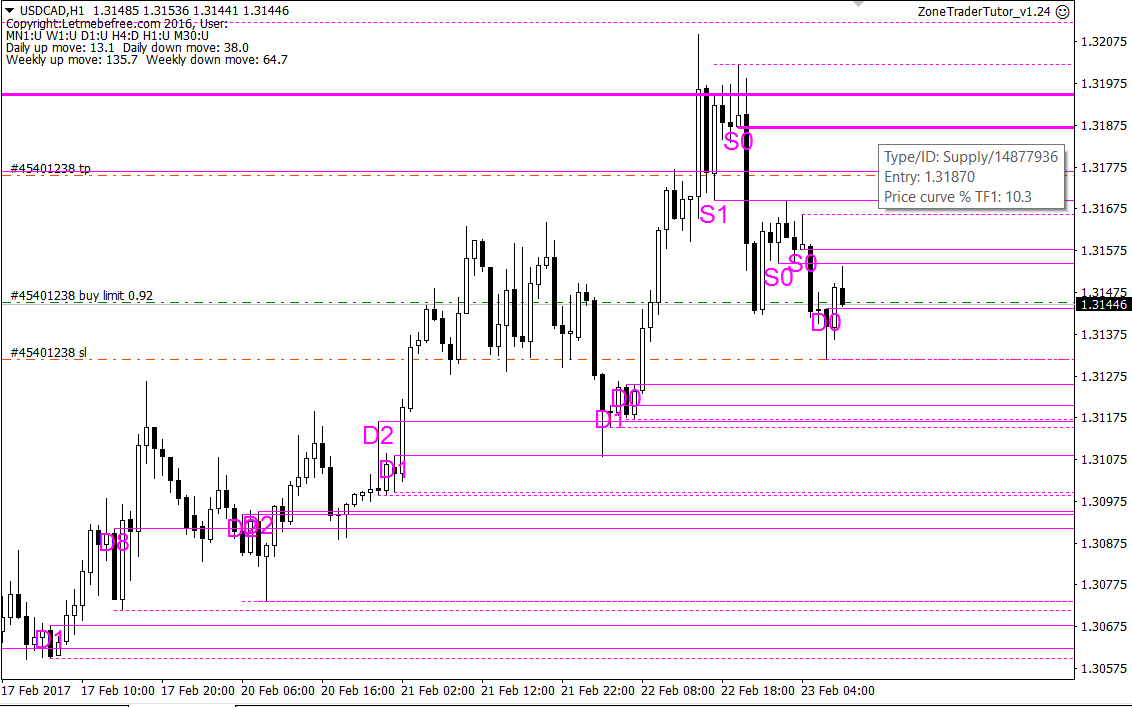 USDCAD,H1 1.31485 1.31536 1.31441 1.31446
ZoneTraderTutor_v1.24
Copyright:Letmebefree.com 2016, User:
MN1:U W1:U D1:U H4:D H1:U M30:U
Daily up move: 13.1 Daily down move: 38.0
Weekly up move: 135.7 Weekly down move: 64.7
1.32075
1.31975
1.31875
S0
Type/ID: Supply/14877936
Entry: 1.31870
Price curve % TF1: 10.3
#45401238 tp
1.31775
1.31675
S1
1.31575
S0
S0
#45401238 buy limit 0.92
1.31475
1.31446
D0
1.31375
#45401238 sl
1.31275
D0
D1
1.31175
D2
1.31075
D1
1.30975
D2
D8
1.30875
1.30775
D1
1.30675
1.30575
17 Feb 2017 17 Feb 10:00 17 Feb 20:00 20 Feb 06:00 20 Feb 16:00 21 Feb 02:00 21 Feb 12:00 21 Feb 22:00 22 Feb 08:00 22 Feb 18:00 23 Feb 04:00